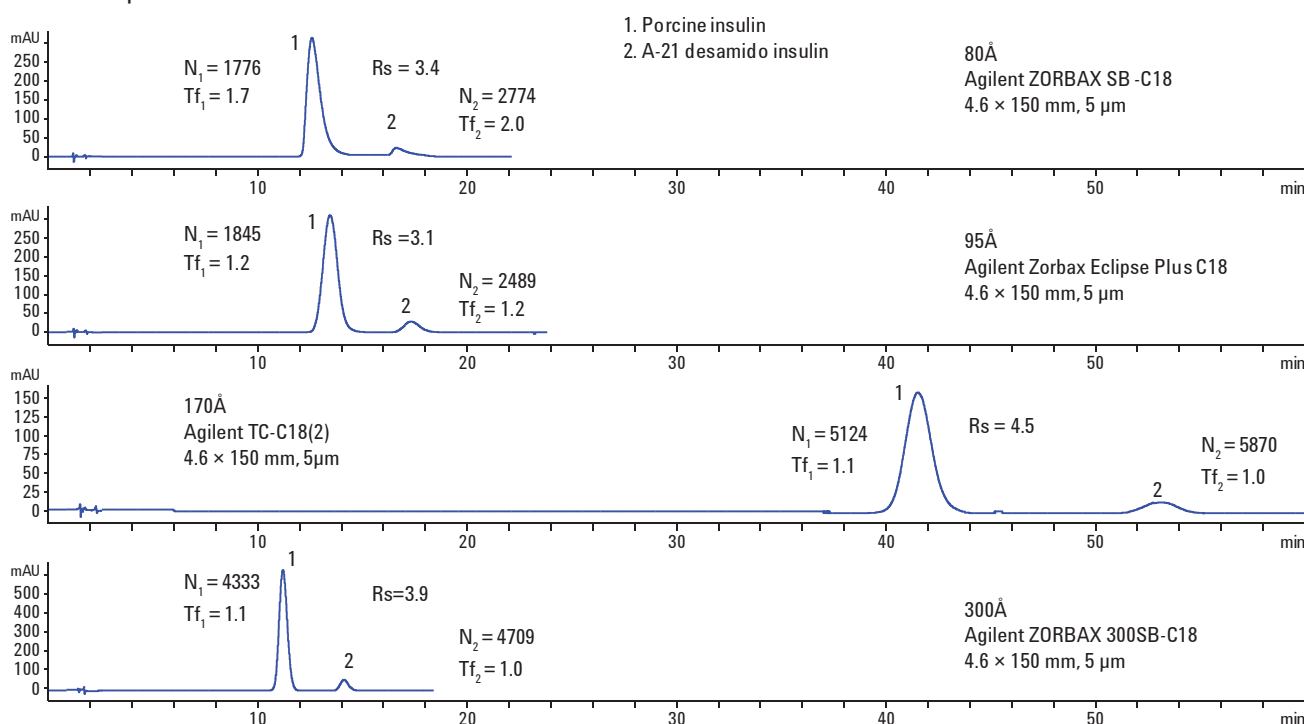 1. Porcine insulin
2. A-21 desamido insulin
mAU
250
200
150
100
50
0
1
N1 = 1776
Tf1 = 1.7
Rs = 3.4
2
N2 = 2774
Tf2 = 2.0
80Å
Agilent ZORBAX SB -C18
4.6 × 150 mm, 5 µm
10 20 30 40 50 min
mAU
250
200
150
100
50
0
1
N1 = 1845
Tf1 = 1.2
Rs =3.1
2
N2 = 2489
Tf2 = 1.2
95Å
Agilent Zorbax Eclipse Plus C18
4.6 × 150 mm, 5 µm
10 20 30 40 50 min
mAU
150
125
100
75
50
25
0
170Å
Agilent TC-C18(2)
4.6 × 150 mm, 5µm
1
N1 = 5124
Tf1 = 1.1
Rs = 4.5
2
N2 = 5870
Tf2 = 1.0
10 20 30 40 50 min
mAU
500
400
300
200
100
0
1
N1 = 4333
Tf1 = 1.1
Rs=3.9
2
N2 = 4709
Tf2 = 1.0
300Å
Agilent ZORBAX 300SB-C18
4.6 × 150 mm, 5 µm
10 20 30 40 50 min